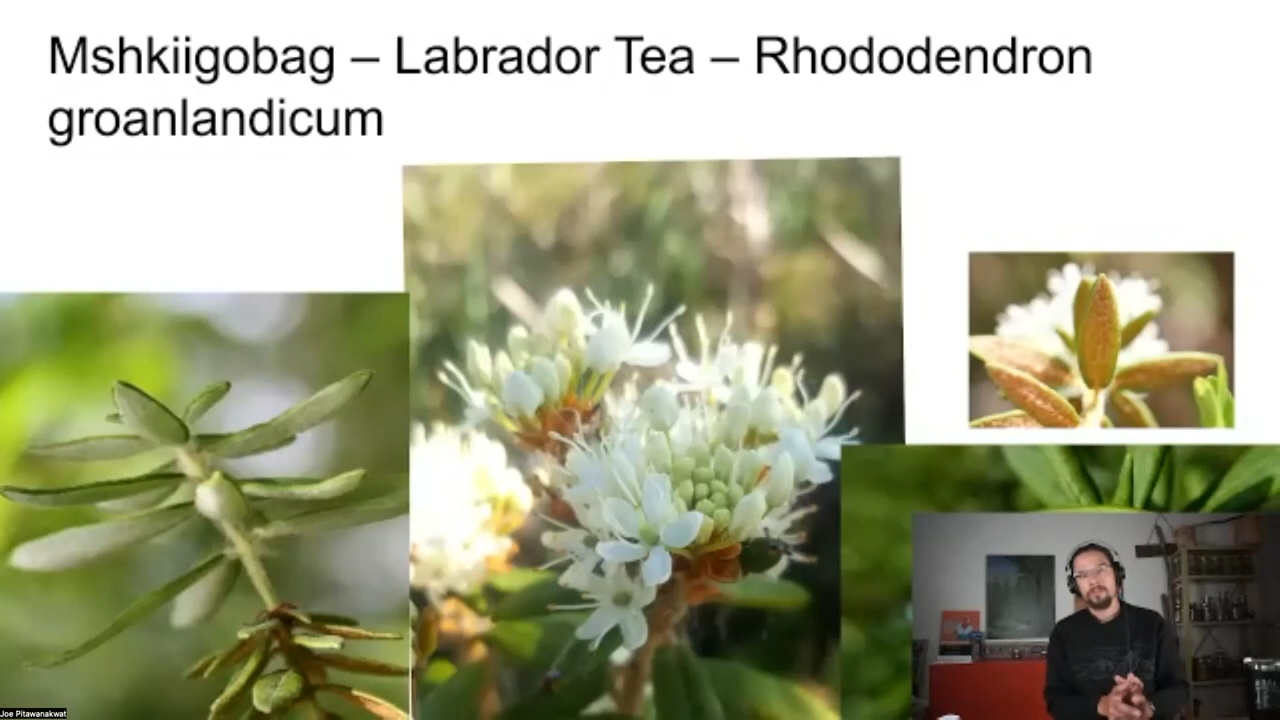 Mshkiigobag – Labrador Tea – Rhododendron
groanlandicum
Joe Pitawanakwat